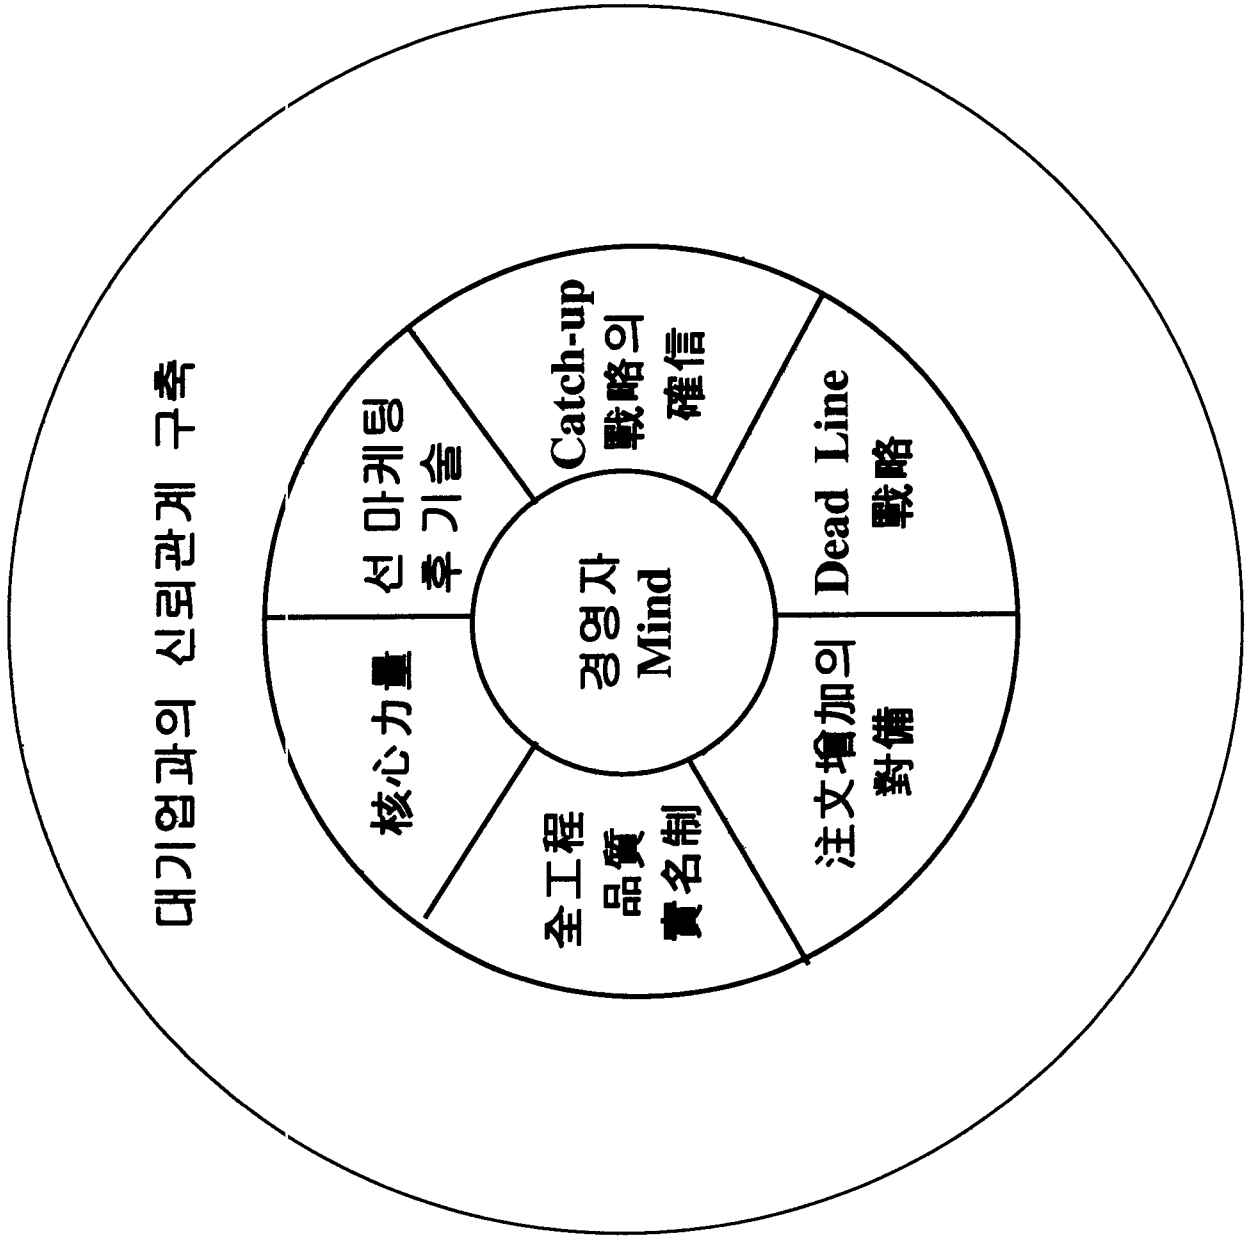 대기업과의 신뢰관계 구축
核心力量
선 마케팅
후 기술
全工程
品質
實名制
경영자
Mind
Catch-up
戰略의
確信
注文增加의
對備
Dead Line
戰略